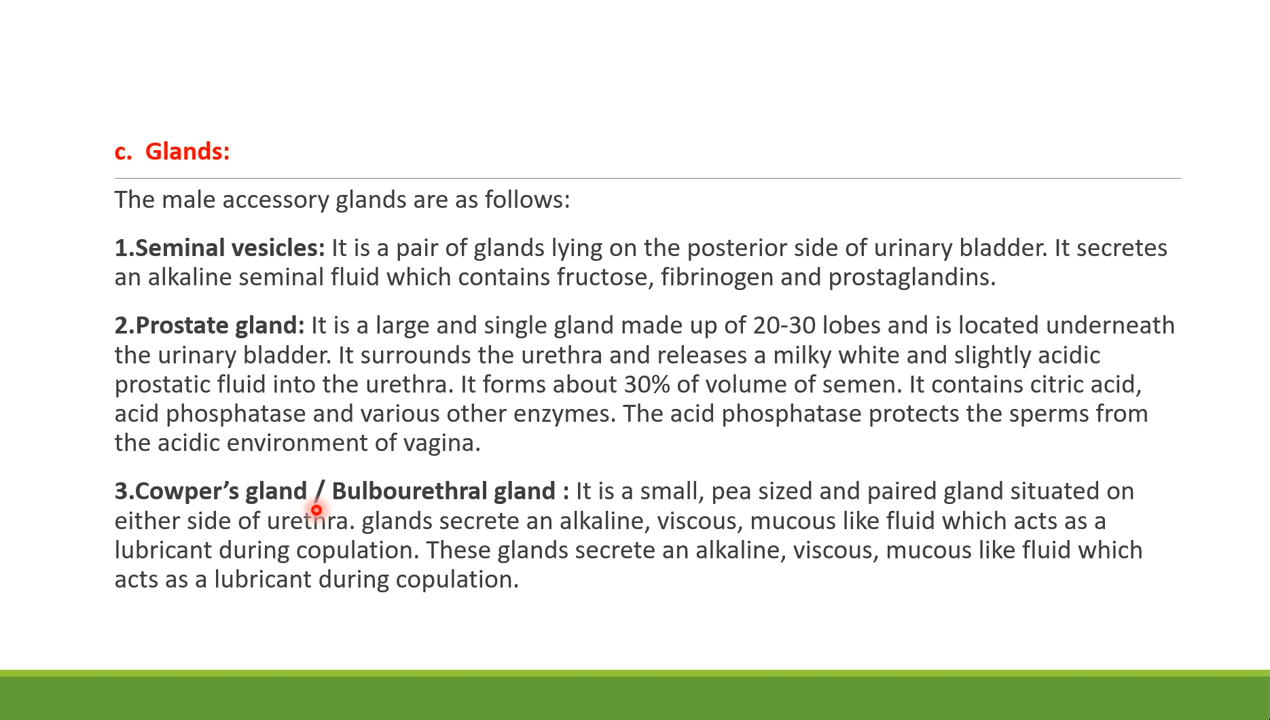 c. Glands:
The male accessory glands are as follows:
1.Seminal vesicles: It is a pair of glands lying on the posterior side of urinary bladder. It secretes
an alkaline seminal fluid which contains fructose, fibrinogen and prostaglandins.
2.Prostate gland: It is a large and single gland made up of 20-30 lobes and is located underneath
the urinary bladder. It surrounds the urethra and releases a milky white and slightly acidic
prostatic fluid into the urethra. It forms about 30% of volume of semen. It contains citric acid,
acid phosphatase and various other enzymes. The acid phosphatase protects the sperms from
the acidic environment of vagina.
3.Cowper’s gland / Bulbourethral gland : It is a small, pea sized and paired gland situated on
either side of urethra. glands secrete an alkaline, viscous, mucous like fluid which acts as a
lubricant during copulation. These glands secrete an alkaline, viscous, mucous like fluid which
acts as a lubricant during copulation.